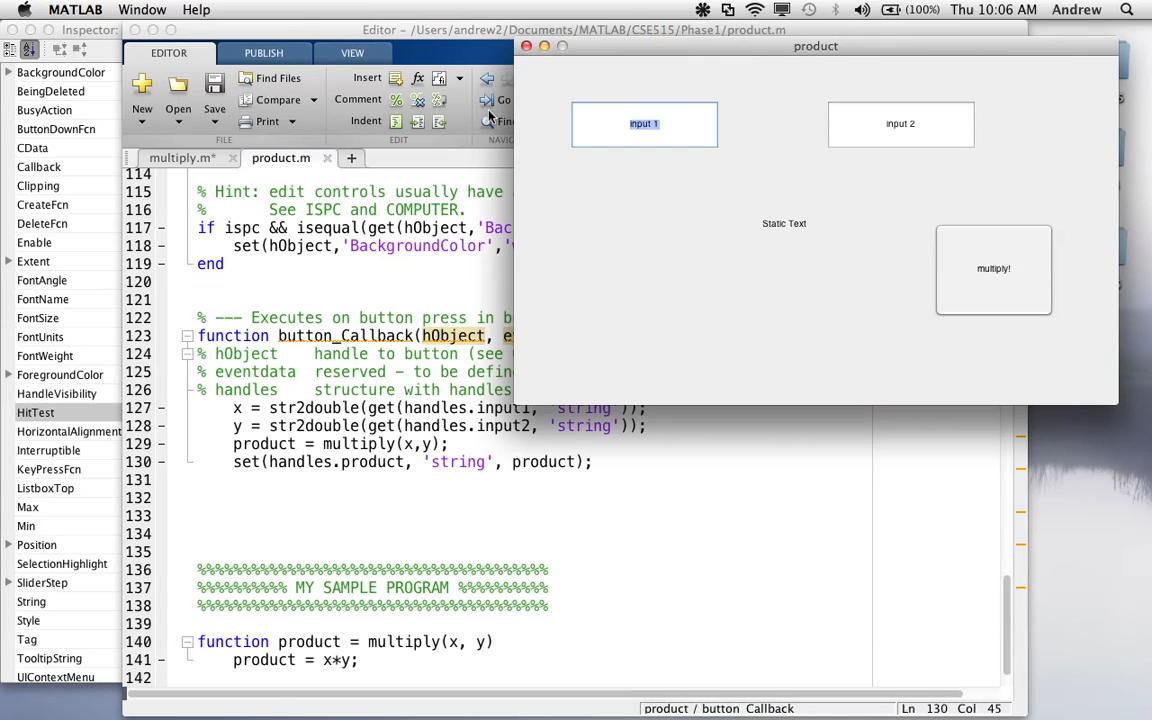 MATLAB Window Help (100%) Thu 10:06 AM Andrew
Inspector:
Editor - /Users/andrew2/Documents/MATLAB/CSE515/Phase1/product.m
product
EDITOR PUBLISH VIEW
New Open Save
Find Files
Compare
Print
FILE
Insert fx
Comment
Indent
EDIT
Go
Find
NAVIG
multiply.m* product.m
BackgroundColor
BeingDeleted
BusyAction
ButtonDownFcn
CData
Callback
Clipping
CreateFcn
DeleteFcn
Enable
Extent
FontAngle
FontName
FontSize
FontUnits
FontWeight
ForegroundColor
HandleVisibility
HitTest
HorizontalAlignment
Interruptible
KeyPressFcn
ListboxTop
Max
Min
Position
SelectionHighlight
SliderStep
String
Style
Tag
TooltipString
UIContextMenu
114
115 % Hint: edit controls usually have
116 % See ISPC and COMPUTER.
117 if ispc && isequal(get(hObject,'Bac
118 set(hObject,'BackgroundColor','
119 end
120
121
122 % --- Executes on button press in b
123 function button_Callback(hObject, e
124 % hObject handle to button (see
125 % eventdata reserved - to be defin
126 % handles structure with handles
127 x = str2double(get(handles.input1, 'string'));
128 y = str2double(get(handles.input2, 'string'));
129 product = multiply(x,y);
130 set(handles.product, 'string', product);
131
132
133
134
135
136 %%%%%%%%%%%%%%%%%%%%%%%%%%%%%%%%%%%%%%%
137 %%%%%%%%%% MY SAMPLE PROGRAM %%%%%%%%%%
138 %%%%%%%%%%%%%%%%%%%%%%%%%%%%%%%%%%%%%%%
139
140 function product = multiply(x, y)
141 product = x*y;
142
input 1
input 2
Static Text
multiply!
product / button Callback Ln 130 Col 45